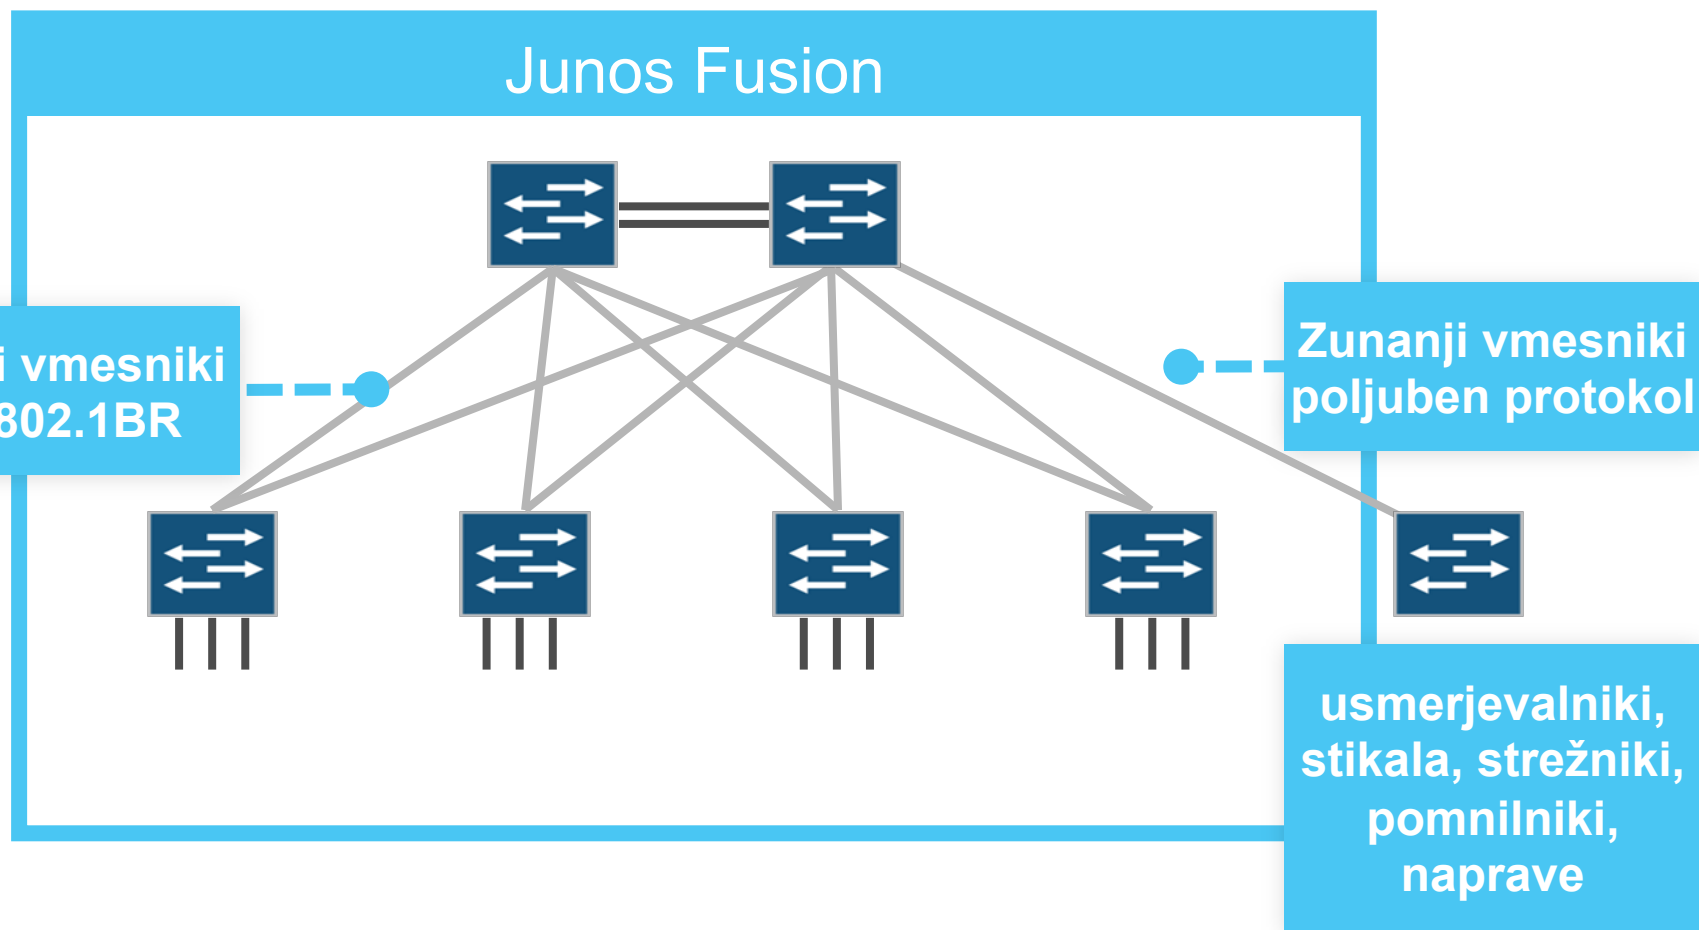 Junos Fusion
i vmesniki
802.1BR
Zunanji vmesniki
poljuben protokol
usmerjevalniki,
stikala, strežniki,
pomnilniki,
naprave